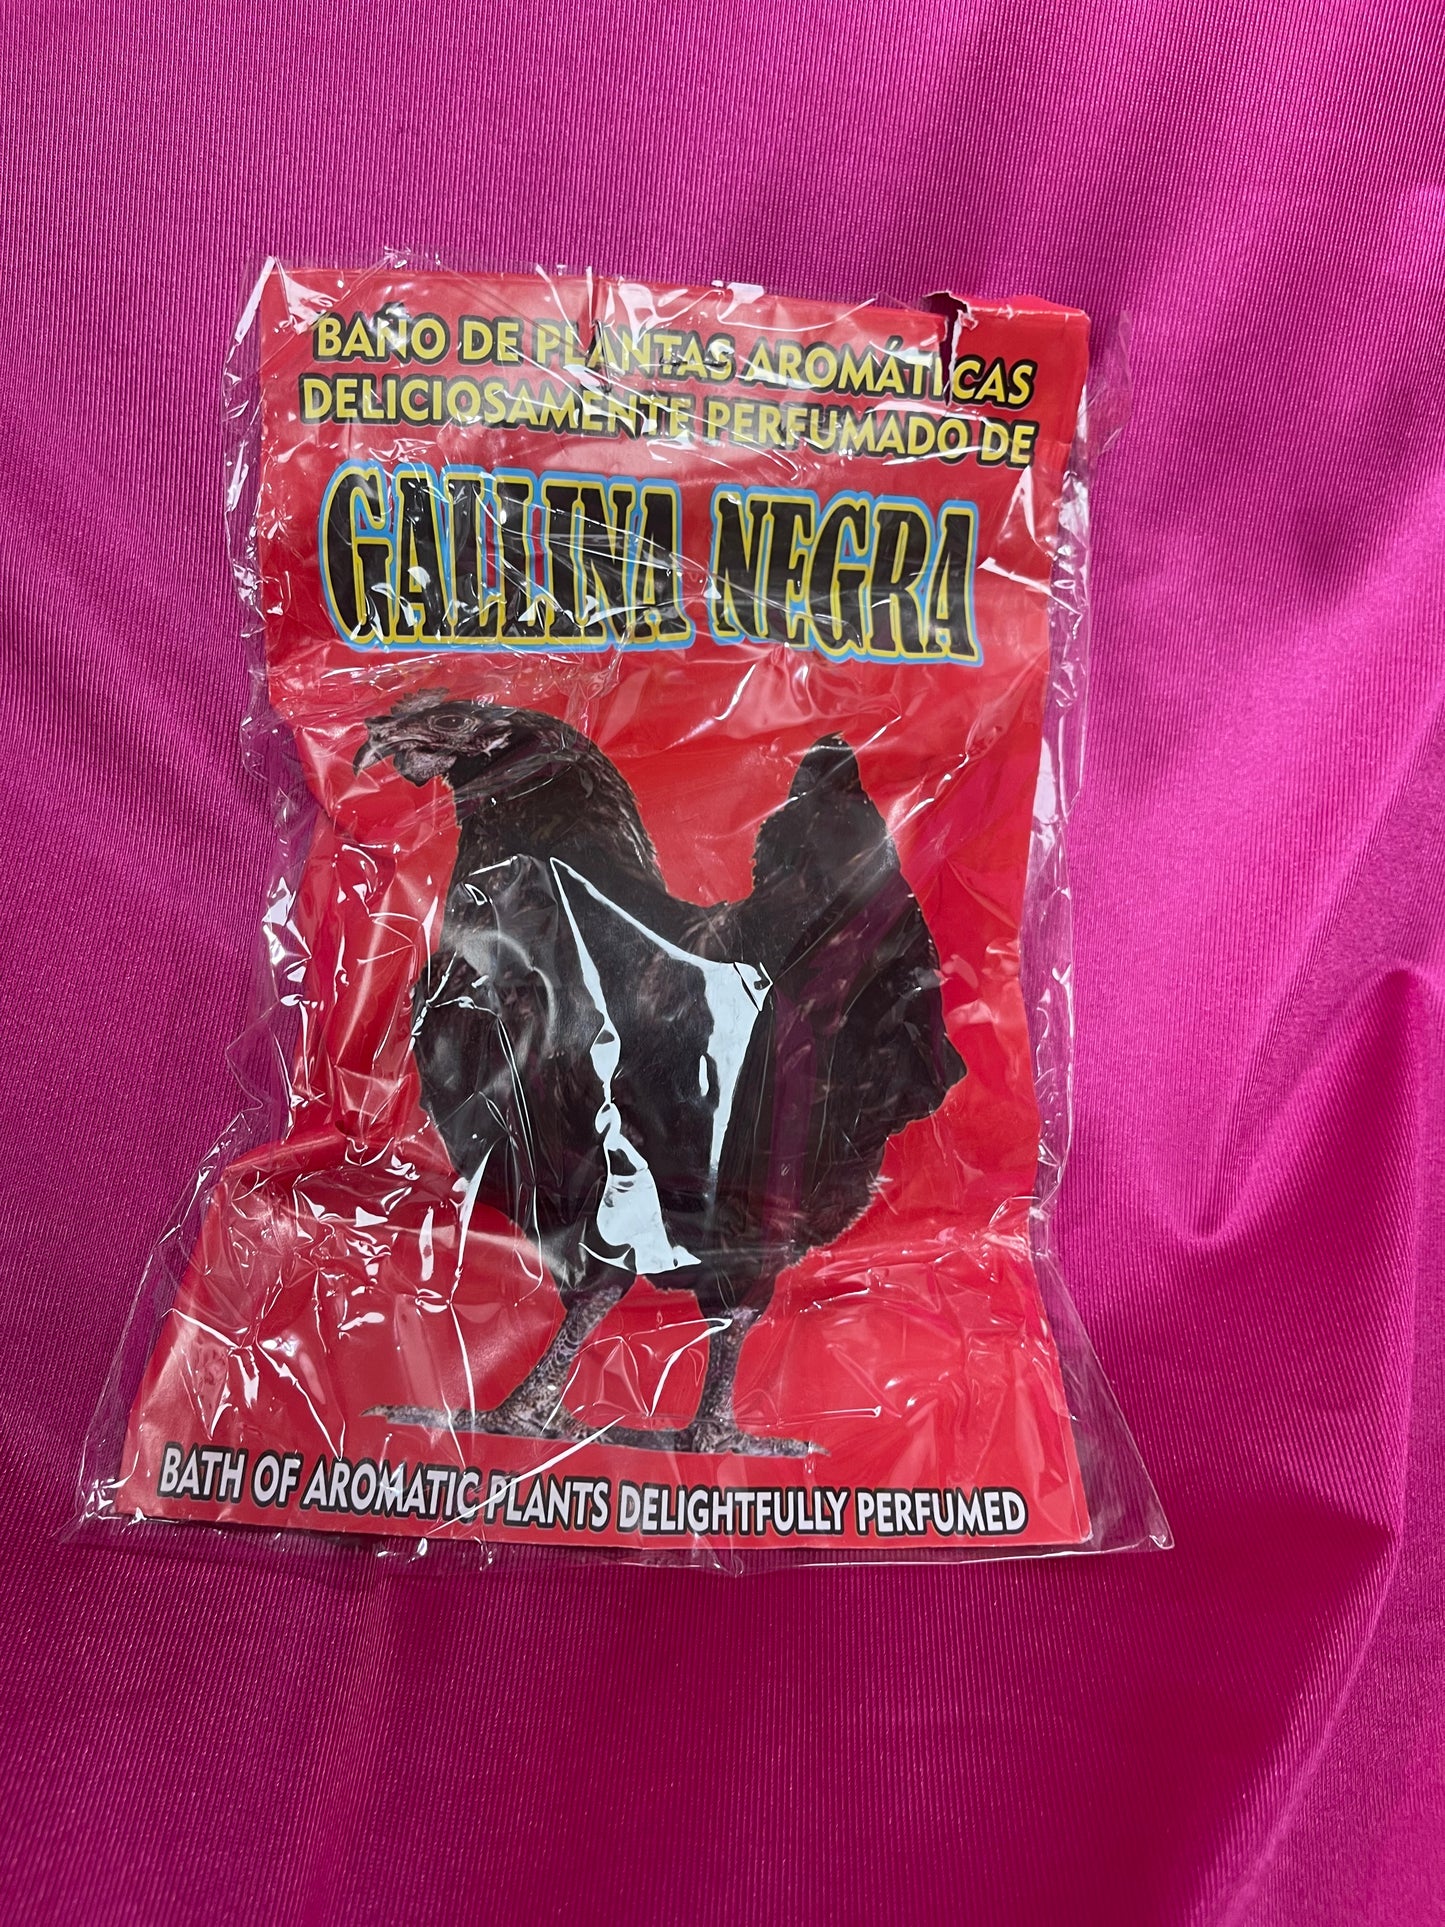 BAÑO DE PLANTAS AROMÁTICAS
DELICIOSAMENTE PERFUMADO DE
GALLINA NEGRA
BATH OF AROMATIC PLANTS DELIGHTFULLY PERFUMED